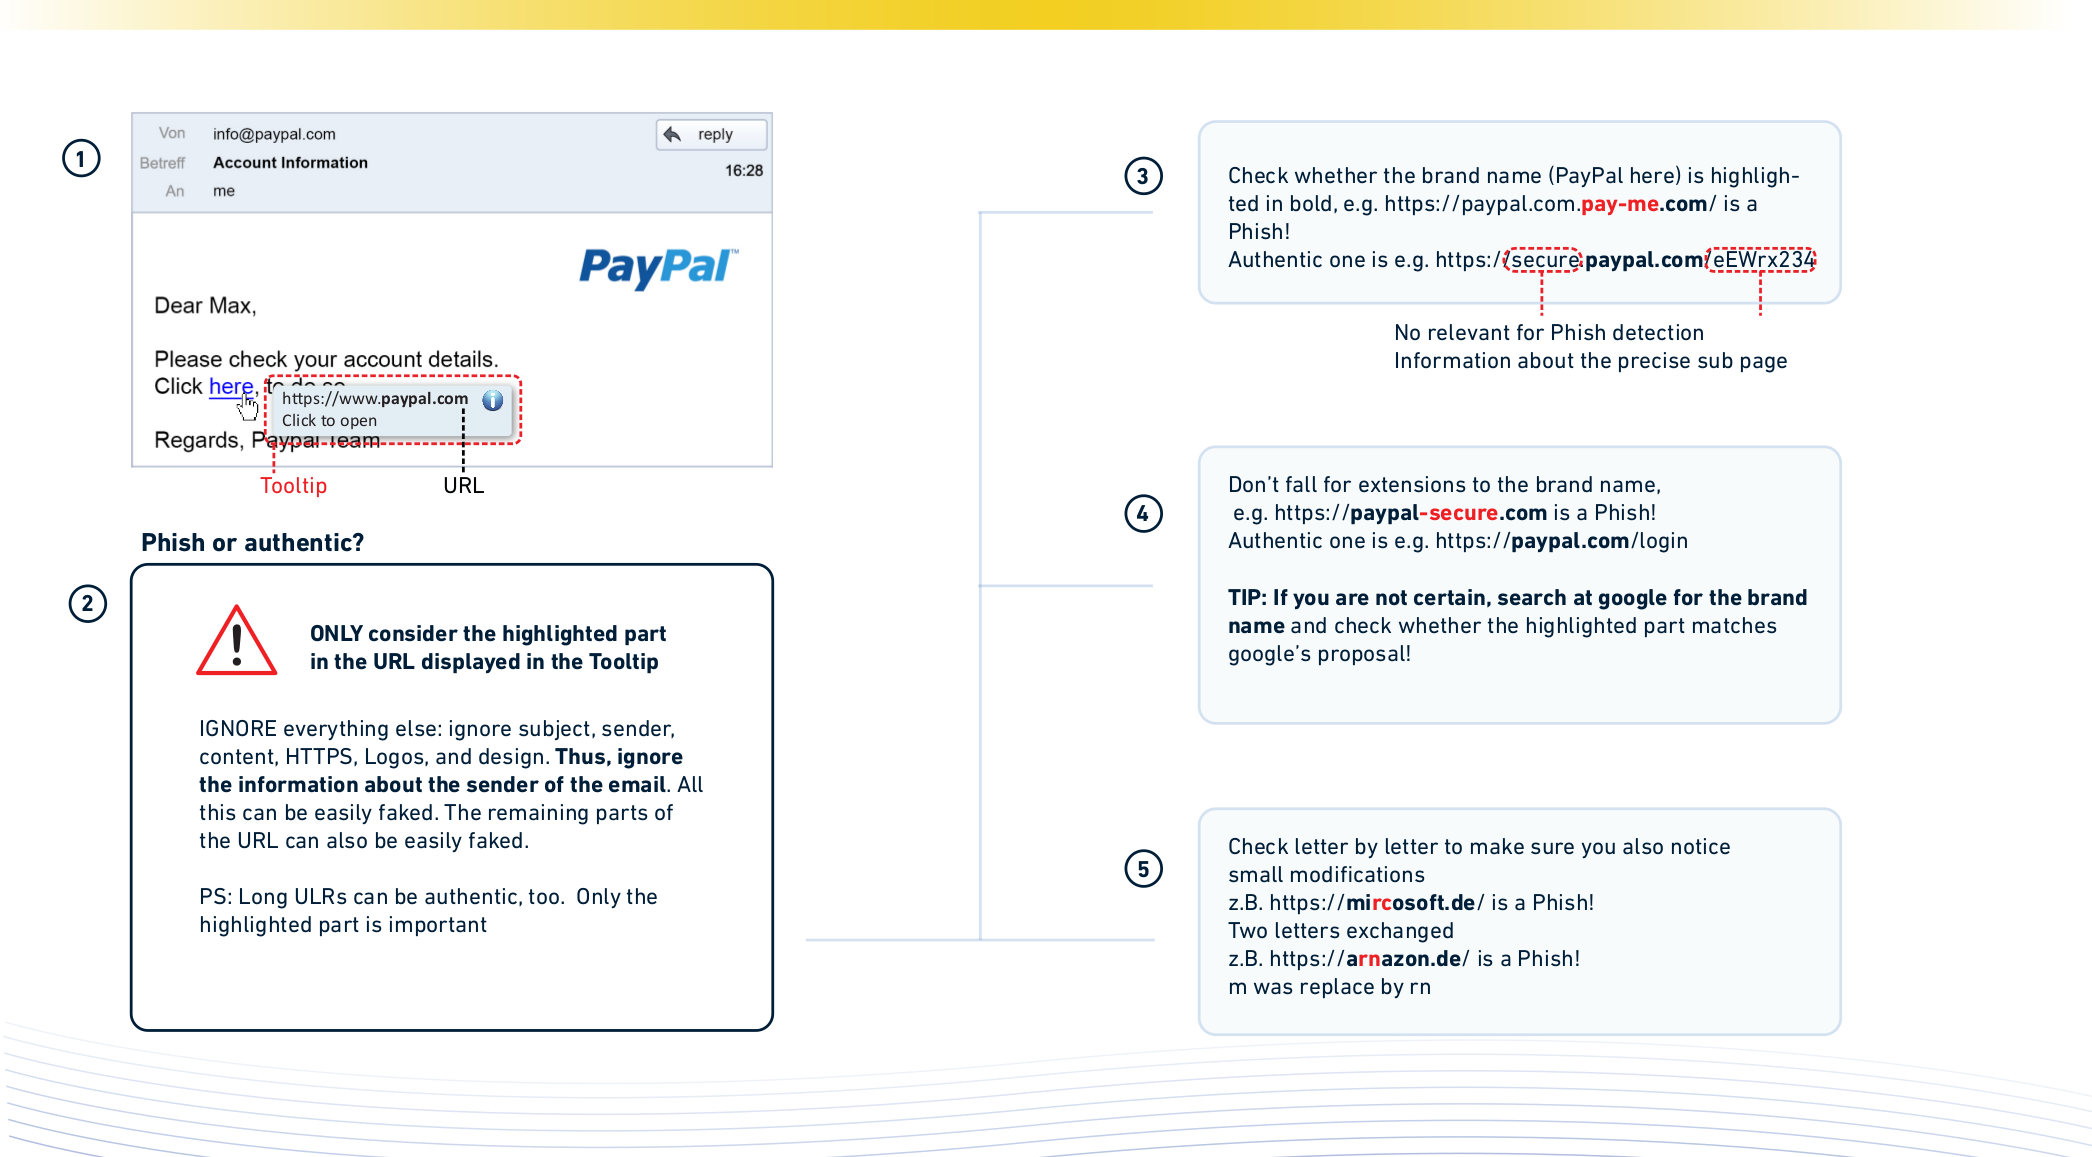 1
Von info@paypal.com reply
Betreff Account Information 16:28
An me
PayPal™
Dear Max,
Please check your account details.
Click here, to do so
https://www.paypal.com
Click to open
Regards, Paypal Team
Tooltip URL
Phish or authentic?
2
ONLY consider the highlighted part
in the URL displayed in the Tooltip
IGNORE everything else: ignore subject, sender,
content, HTTPS, Logos, and design. Thus, ignore
the information about the sender of the email. All
this can be easily faked. The remaining parts of
the URL can also be easily faked.
PS: Long ULRs can be authentic, too. Only the
highlighted part is important
3
Check whether the brand name (PayPal here) is highligh-
ted in bold, e.g. https://paypal.com.pay-me.com/ is a
Phish!
Authentic one is e.g. https://secure.paypal.com/eEWrx234
No relevant for Phish detection
Information about the precise sub page
4
Don't fall for extensions to the brand name,
e.g. https://paypal-secure.com is a Phish!
Authentic one is e.g. https://paypal.com/login
TIP: If you are not certain, search at google for the brand
name and check whether the highlighted part matches
google's proposal!
5
Check letter by letter to make sure you also notice
small modifications
z.B. https://mircosoft.de/ is a Phish!
Two letters exchanged
z.B. https://arnazon.de/ is a Phish!
m was replace by rn